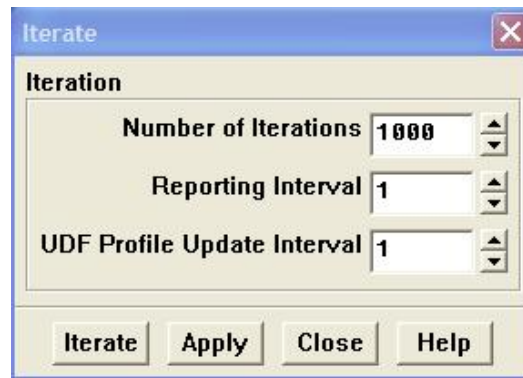 Iterate
Iteration
Number of Iterations 1000
Reporting Interval 1
UDF Profile Update Interval 1
Iterate Apply Close Help